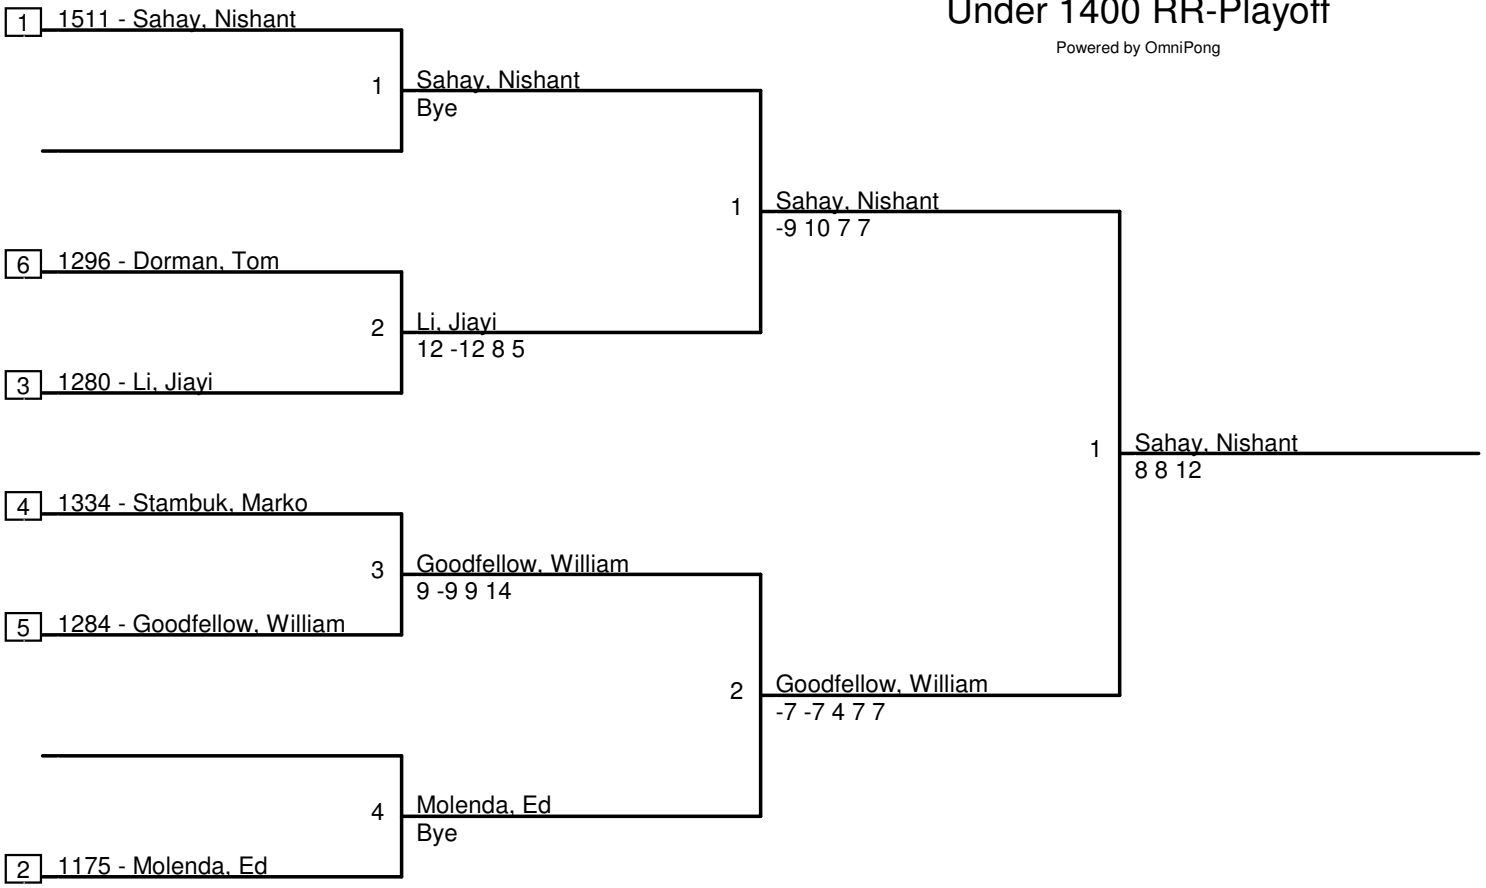 Under 1400 RR-Playoff
Powered by OmniPong
1 1511 - Sahay, Nishant
1 Sahay, Nishant
Bye
1 Sahay, Nishant
-9 10 7 7
6 1296 - Dorman, Tom
2 Li, Jiayi
12 -12 8 5
3 1280 - Li, Jiayi
1 Sahay, Nishant
8 8 12
4 1334 - Stambuk, Marko
3 Goodfellow, William
9 -9 9 14
5 1284 - Goodfellow, William
2 Goodfellow, William
-7 -7 4 7 7
4 Molenda, Ed
Bye
2 1175 - Molenda, Ed